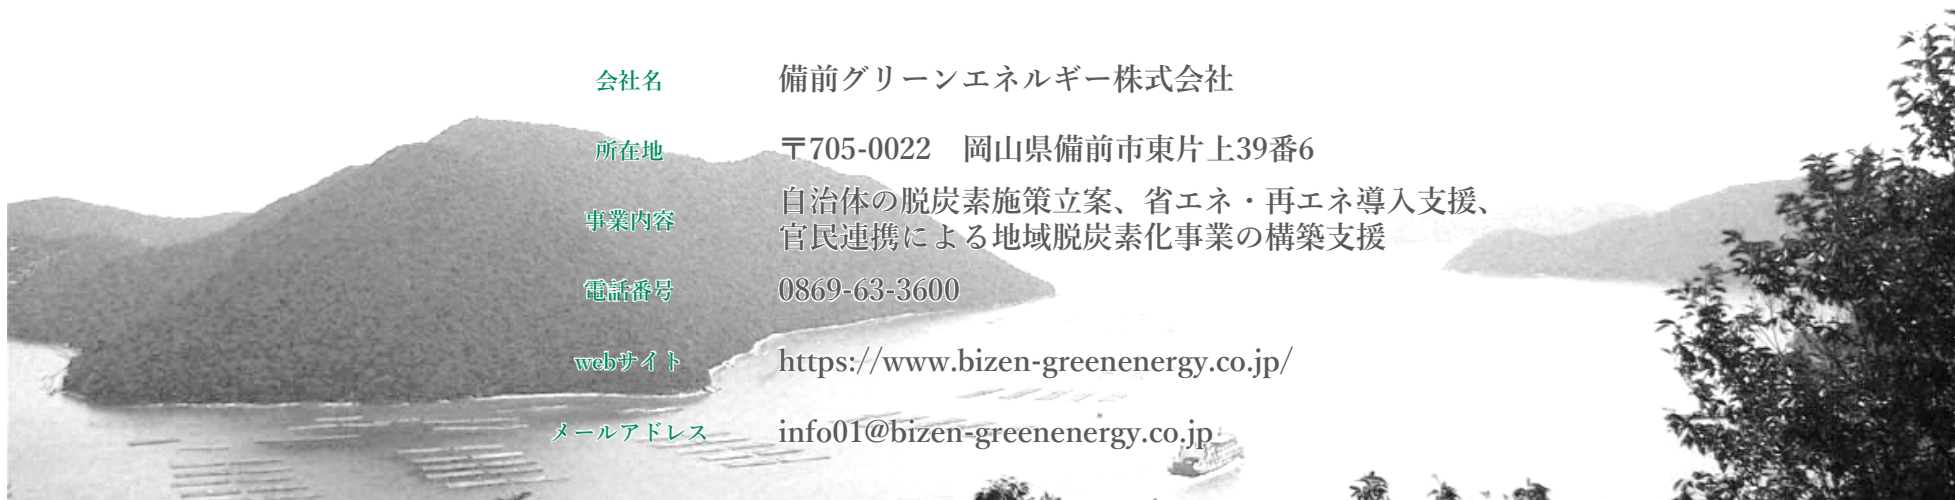 会社名 備前グリーンエネルギー株式会社
所在地 〒705-0022　岡山県備前市東片上39番6
事業内容 自治体の脱炭素施策立案、省エネ・再エネ導入支援、
官民連携による地域脱炭素化事業の構築支援
電話番号 0869-63-3600
webサイト https://www.bizen-greenenergy.co.jp/
メールアドレス info01@bizen-greenenergy.co.jp